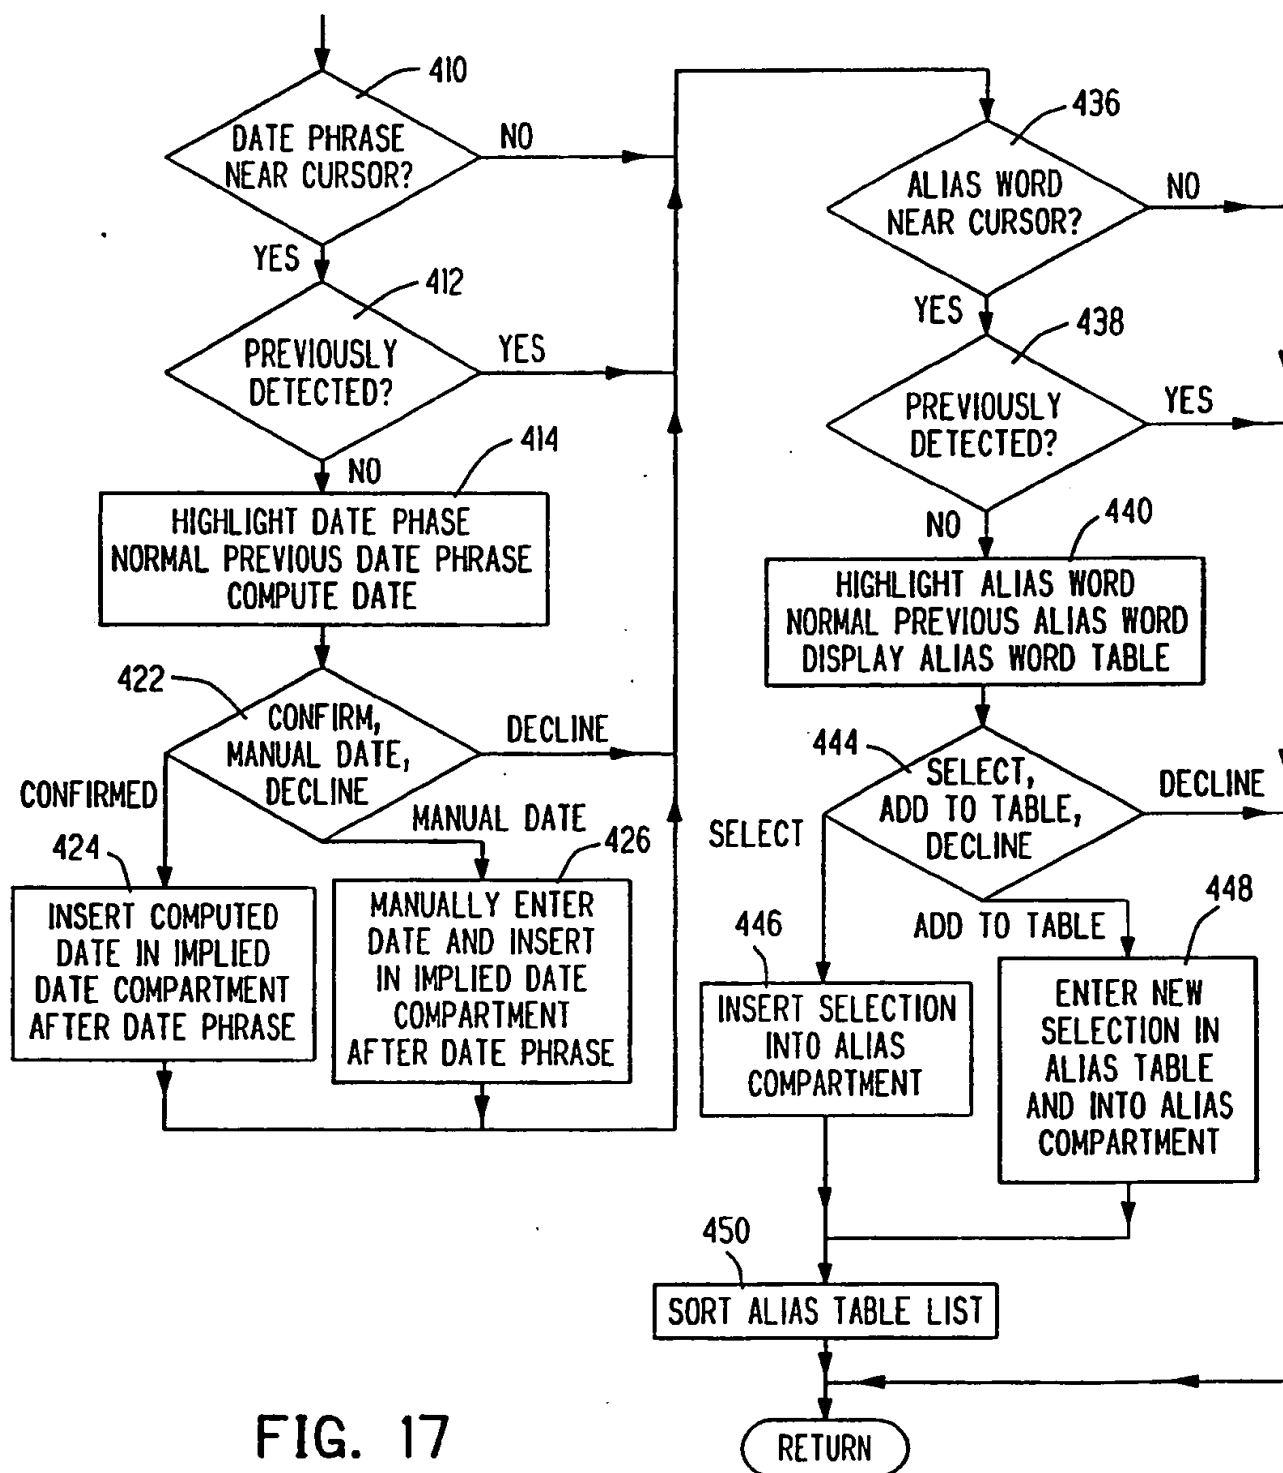 410
DATE PHRASE
NEAR CURSOR?
NO
YES
412
PREVIOUSLY
DETECTED?
YES
NO
414
HIGHLIGHT DATE PHASE
NORMAL PREVIOUS DATE PHRASE
COMPUTE DATE
422
CONFIRM,
MANUAL DATE,
DECLINE
DECLINE
CONFIRMED
MANUAL DATE
424
INSERT COMPUTED
DATE IN IMPLIED
DATE COMPARTMENT
AFTER DATE PHRASE
426
MANUALLY ENTER
DATE AND INSERT
IN IMPLIED DATE
COMPARTMENT
AFTER DATE PHRASE
436
ALIAS WORD
NEAR CURSOR?
NO
YES
438
PREVIOUSLY
DETECTED?
YES
NO
440
HIGHLIGHT ALIAS WORD
NORMAL PREVIOUS ALIAS WORD
DISPLAY ALIAS WORD TABLE
444
SELECT,
ADD TO TABLE,
DECLINE
DECLINE
SELECT
ADD TO TABLE
446
INSERT SELECTION
INTO ALIAS
COMPARTMENT
448
ENTER NEW
SELECTION IN
ALIAS TABLE
AND INTO ALIAS
COMPARTMENT
450
SORT ALIAS TABLE LIST
RETURN
FIG. 17